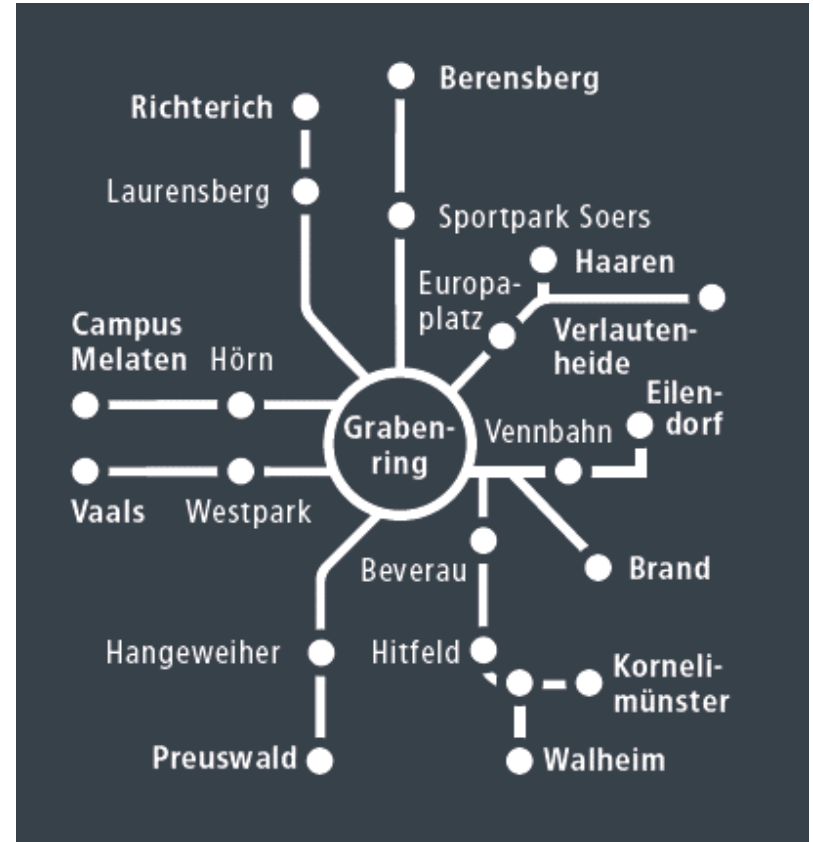 Berensberg
Richterich
Laurensberg
Sportpark Soers
Haaren
Europa-
platz
Verlauten-
heide
Campus
Melaten
Hörn
Eilen-
dorf
Graben-
ring
Vennbahn
Vaals
Westpark
Beverau
Brand
Hangeweiher
Hitfeld
Korneli-
münster
Preuswald
Walheim